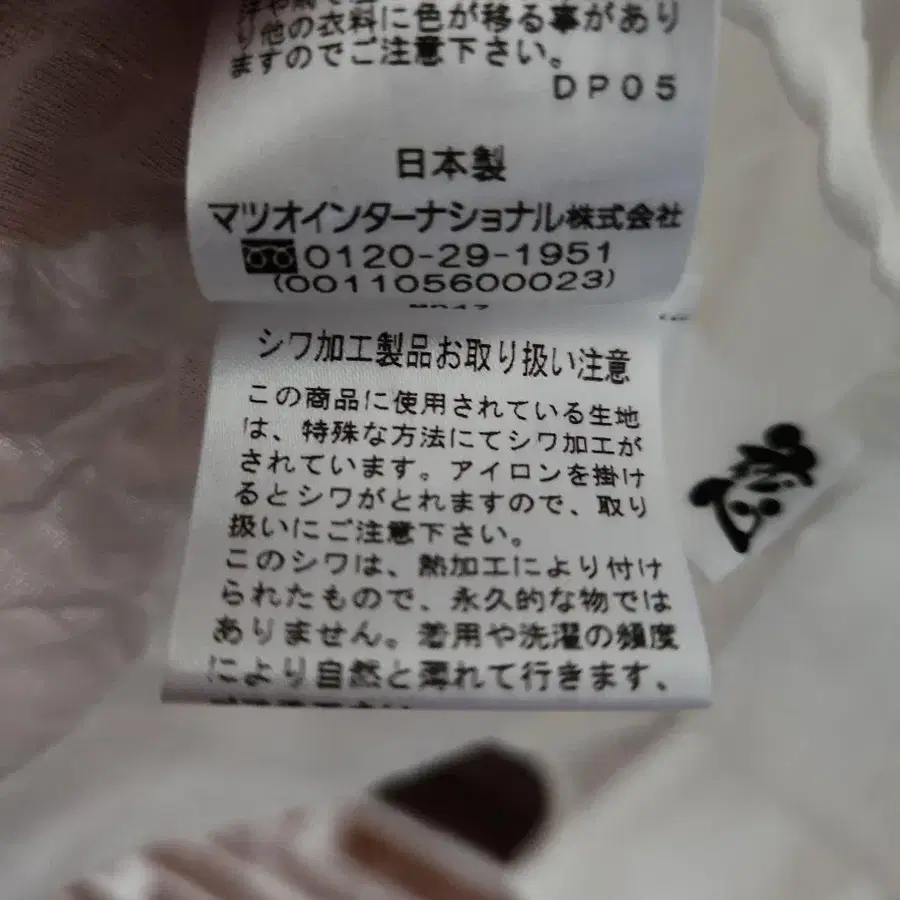 り他の衣料に色が移る事があり
ますのでご注意下さい。
DP05
日本製
マツオインターナショナル株式会社
0120-29-1951
(0011105600023)
シワ加工製品お取り扱い注意
この商品に使用されている生地
は、特殊な方法にてシワ加工が
されています。アイロンを掛け
るとシワがとれますので、取り
扱いにご注意下さい。
このシワは、熱加工により付け
られたもので、永久的な物では
ありません。着用や洗濯の頻度
により自然と薄れて行きます、